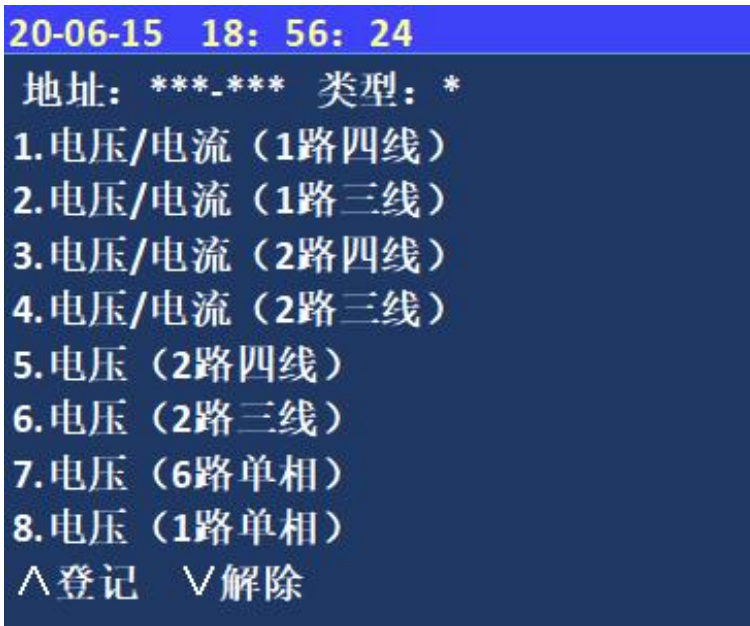 20-06-15 18：56：24
地址：***-*** 类型：*
1.电压/电流（1路四线）
2.电压/电流（1路三线）
3.电压/电流（2路四线）
4.电压/电流（2路三线）
5.电压（2路四线）
6.电压（2路三线）
7.电压（6路单相）
8.电压（1路单相）
∧登记 ∨解除